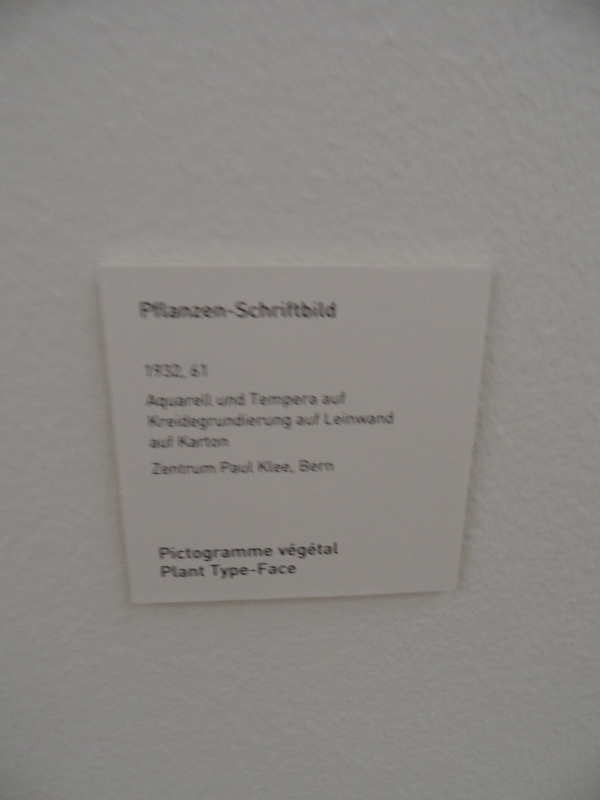 Pflanzen-Schriftbild
1932, 61
Aquarell und Tempera auf
Kreidegrundierung auf Leinwand
auf Karton
Zentrum Paul Klee, Bern
Pictogramme végétal
Plant Type-Face